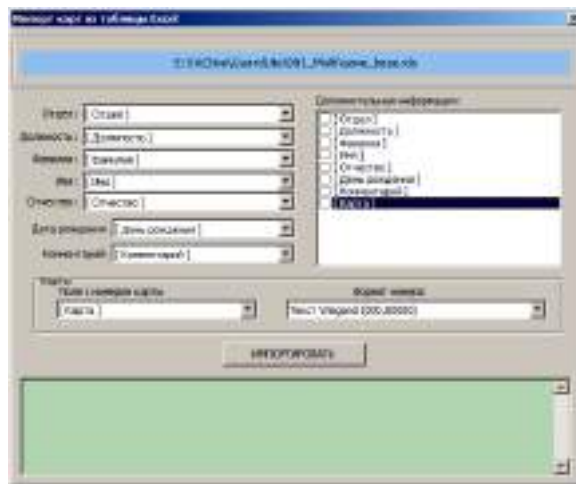 Импорт карт из таблицы Excel
Дополнительная информация:
Отдел: [ Отдел ]
Должность: [ Должность ]
Фамилия: [ Фамилия ]
Имя: [ Имя ]
Отчество: [ Отчество ]
Дата рождения [ День рождения ]
Комментарий [ Комментарий ]
[ Отдел ]
[ Должность ]
[ Фамилия ]
[ Имя ]
[ Отчество ]
[ День рождения ]
[ Комментарий ]
[ Карта ]
Карты
Поле с номером карты
Формат номера
[ Карта ]
Текст Wiegand
ИМПОРТИРОВАТЬ